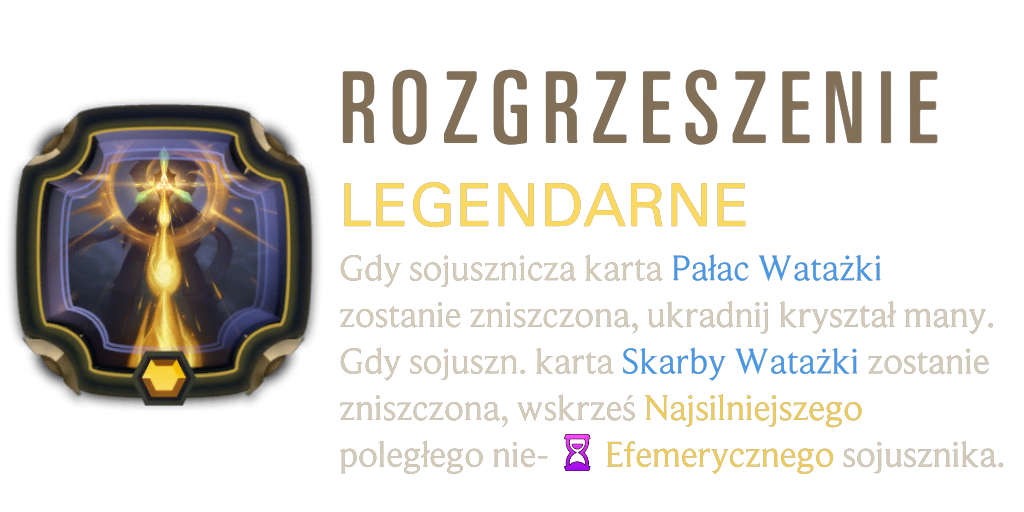 ROZGRZESZENIE
LEGENDARNE
Gdy sojusznicza karta Pałac Watażki
zostanie zniszczona, ukradnij kryształ many.
Gdy sojuszn. karta Skarby Watażki zostanie
zniszczona, wskrześ Najsilniejszego
poległego nie- Efemerycznego sojusznika.